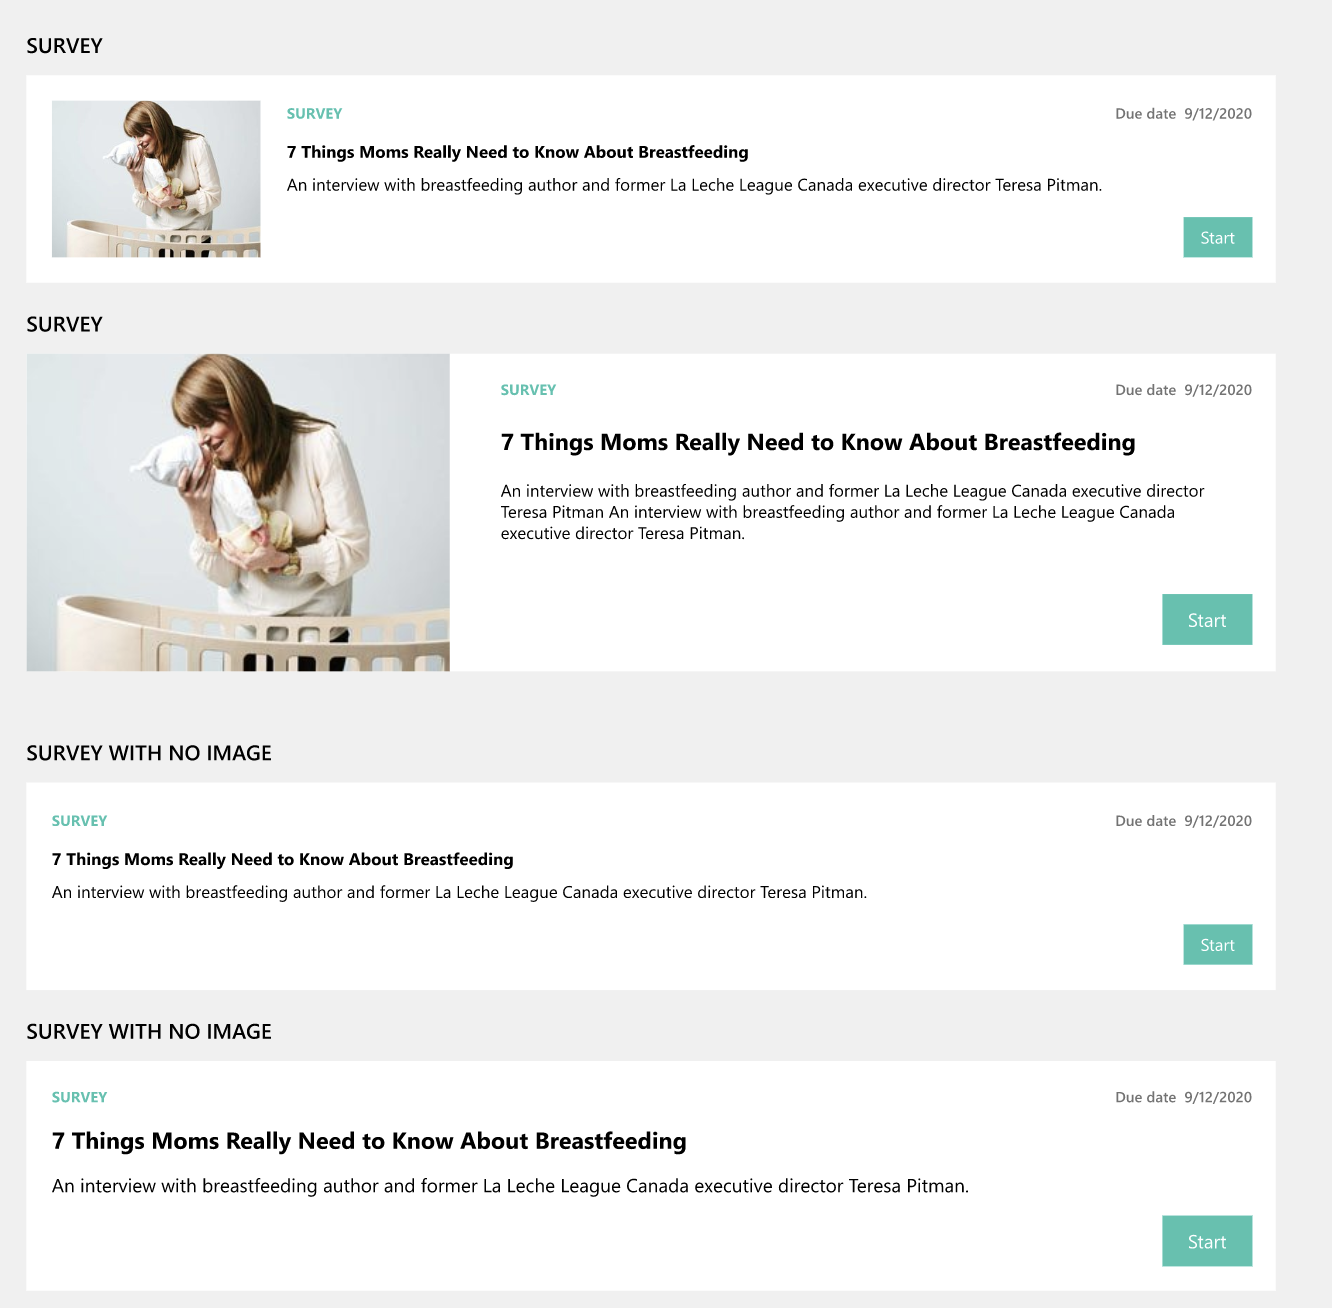 SURVEY
SURVEY
Due date 9/12/2020
7 Things Moms Really Need to Know About Breastfeeding
An interview with breastfeeding author and former La Leche League Canada executive director Teresa Pitman.
Start
SURVEY
SURVEY
Due date 9/12/2020
7 Things Moms Really Need to Know About Breastfeeding
An interview with breastfeeding author and former La Leche League Canada executive director
Teresa Pitman An interview with breastfeeding author and former La Leche League Canada
executive director Teresa Pitman.
Start
SURVEY WITH NO IMAGE
SURVEY
Due date 9/12/2020
7 Things Moms Really Need to Know About Breastfeeding
An interview with breastfeeding author and former La Leche League Canada executive director Teresa Pitman.
Start
SURVEY WITH NO IMAGE
SURVEY
Due date 9/12/2020
7 Things Moms Really Need to Know About Breastfeeding
An interview with breastfeeding author and former La Leche League Canada executive director Teresa Pitman.
Start